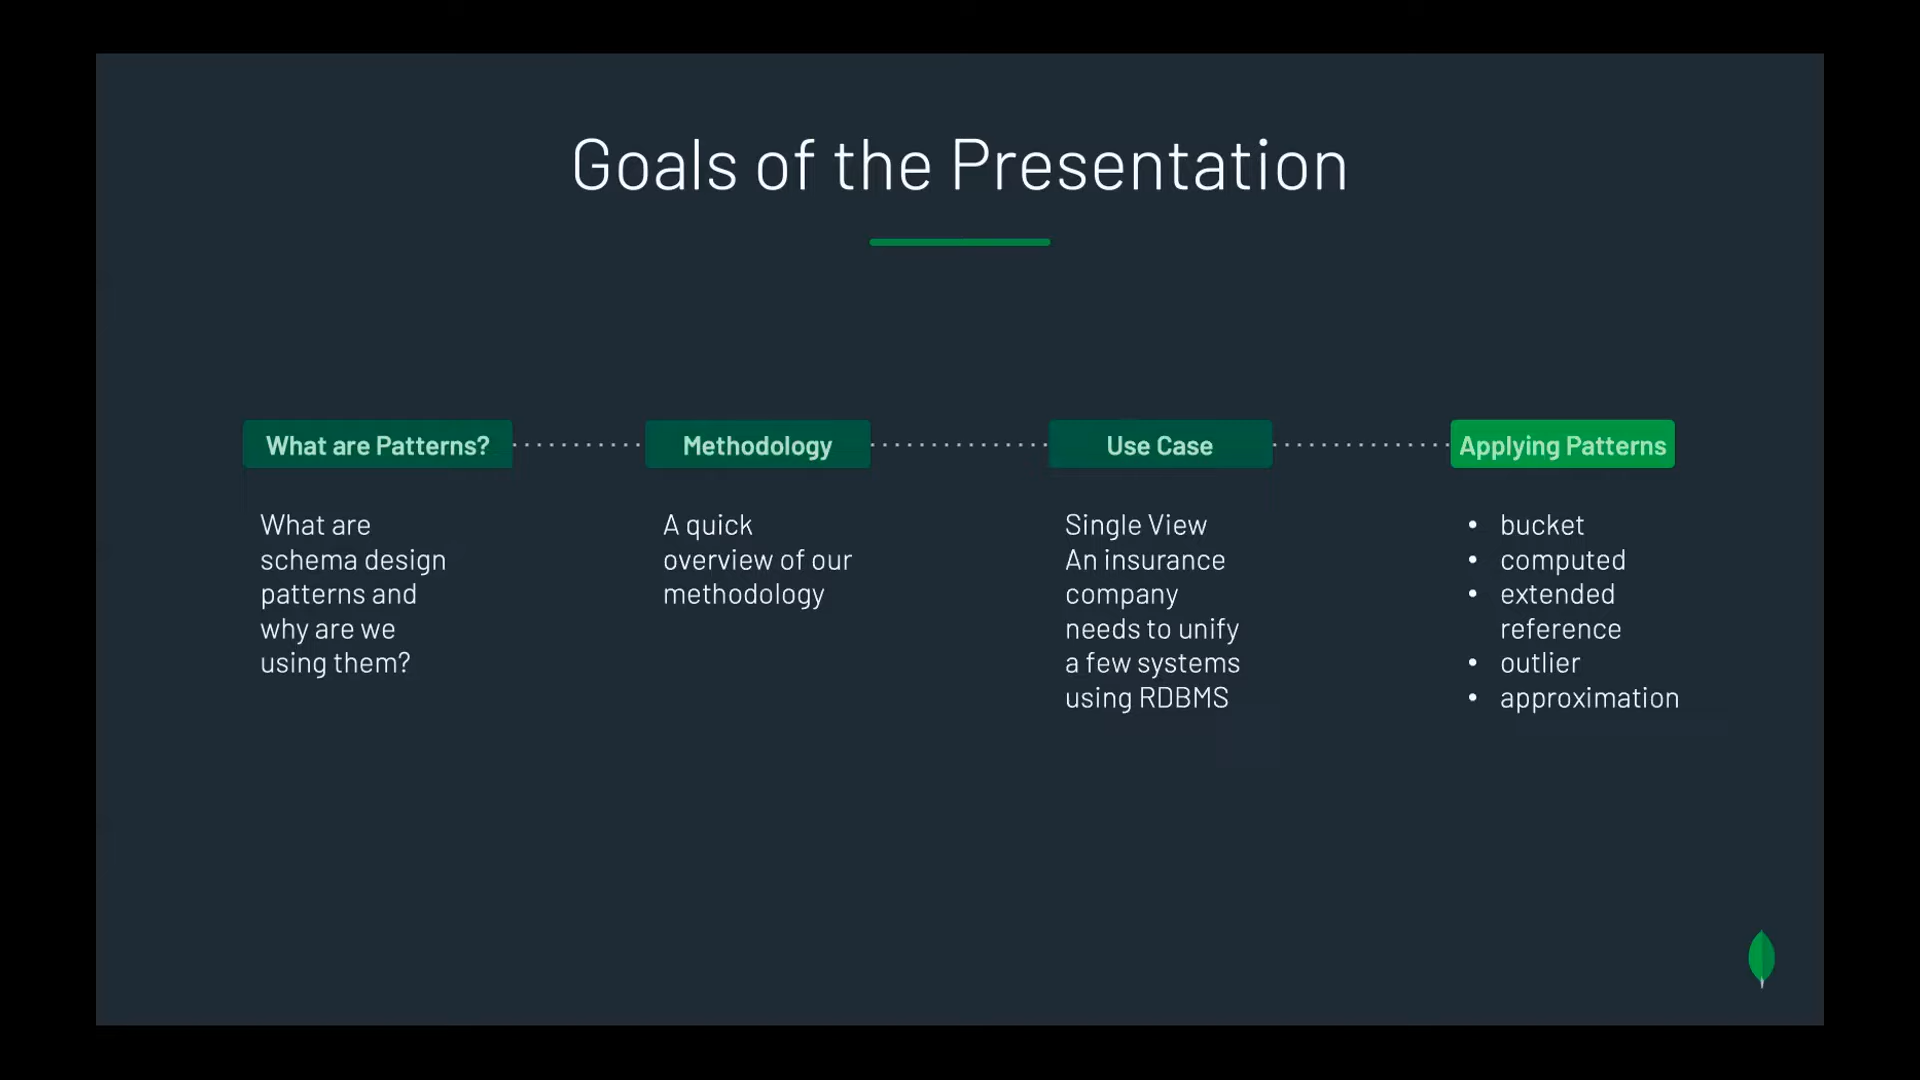 Goals of the Presentation
What are Patterns?
What are
schema design
patterns and
why are we
using them?
Methodology
A quick
overview of our
methodology
Use Case
Single View
An insurance
company
needs to unify
a few systems
using RDBMS
Applying Patterns
• bucket
• computed
• extended
reference
• outlier
• approximation